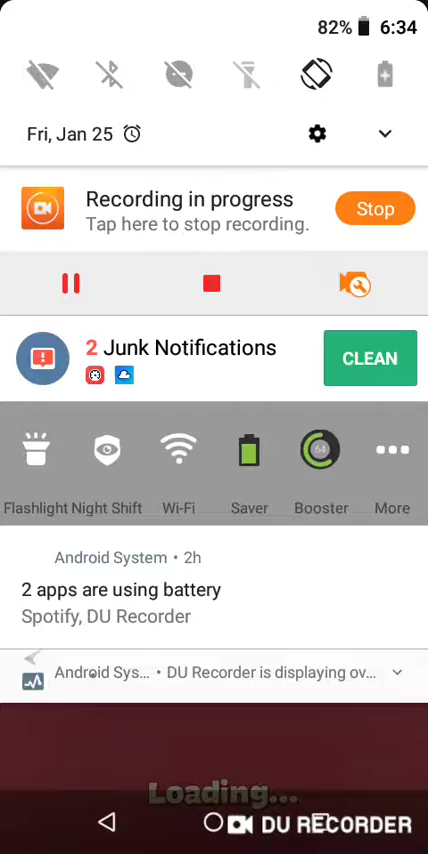 82% 6:34
Fri, Jan 25
Recording in progress
Tap here to stop recording.
Stop
2 Junk Notifications
CLEAN
64
Flashlight Night Shift Wi-Fi Saver Booster More
Android System • 2h
2 apps are using battery
Spotify, DU Recorder
Android Sys... • DU Recorder is displaying ov...
Loading...
DU RECORDER